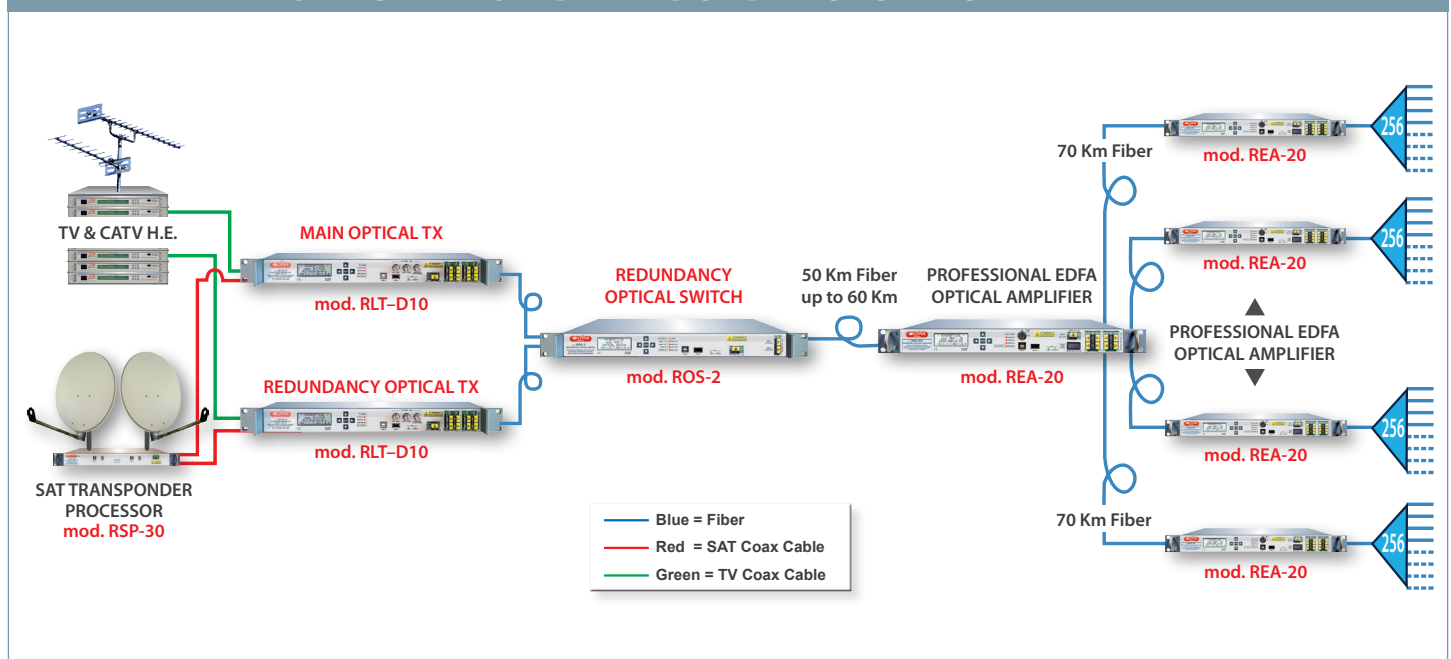 TV & CATV H.E.
MAIN OPTICAL TX
mod. RLT–D10
REDUNDANCY OPTICAL TX
mod. RLT–D10
SAT TRANSPONDER
PROCESSOR
mod. RSP-30
REDUNDANCY
OPTICAL SWITCH
mod. ROS-2
50 Km Fiber
up to 60 Km
PROFESSIONAL EDFA
OPTICAL AMPLIFIER
mod. REA-20
70 Km Fiber
mod. REA-20
256
mod. REA-20
256
PROFESSIONAL EDFA
OPTICAL AMPLIFIER
mod. REA-20
256
70 Km Fiber
mod. REA-20
256
Blue = Fiber
Red = SAT Coax Cable
Green = TV Coax Cable